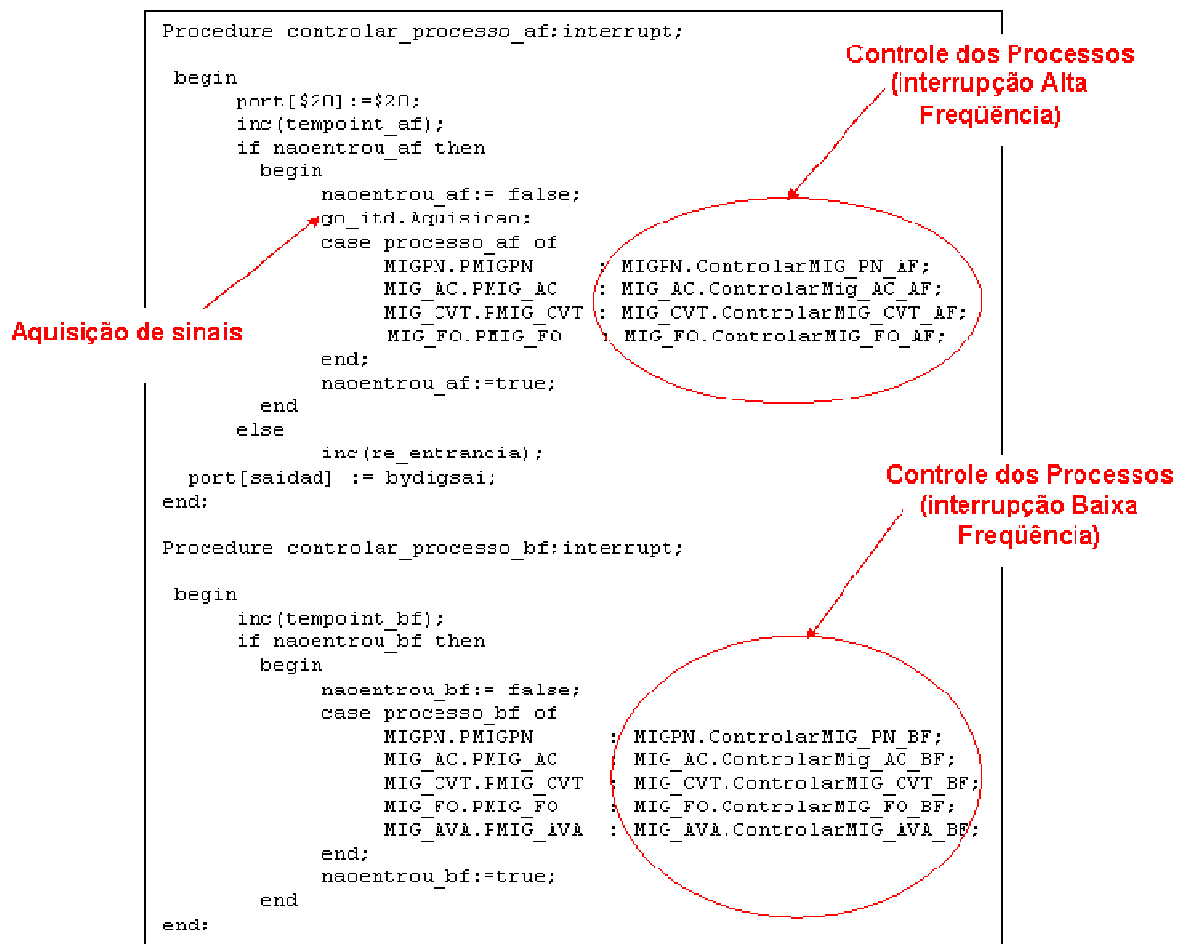 Procedure controlar_processo_af;interrupt;
Controle dos Processos
(interrupção Alta
Freqüência)
begin
port[$20]:=$20;
inc(tempoint_af);
if naoentrou_af then
begin
naoentrou_af:= false;
go_itd.Aquisicao;
case processo_af of
MIGPN.PMIGPN : MIGPN.ControlarMIG_PN_AF;
MIG_AC.PMIG_AC : MIG_AC.ControlarMig_AC_AF;
MIG_CVT.PMIG_CVT : MIG_CVT.ControlarMIG_CVT_AF;
MIG_FO.PMIG_FO : MIG_FO.ControlarMIG_FO_AF;
Aquisição de sinais
end;
naoentrou_af:=true;
end
else
inc(re_entrancia);
port[saidad] := bydigsai;
end;
Controle dos Processos
(interrupção Baixa
Freqüência)
Procedure controlar_processo_bf;interrupt;
begin
inc(tempoint_bf);
if naoentrou_bf then
begin
naoentrou_bf:= false;
case processo_bf of
MIGPN.PMIGPN : MIGPN.ControlarMIG_PN_BF;
MIG_AC.PMIG_AC : MIG_AC.ControlarMig_AC_BF;
MIG_CVT.PMIG_CVT : MIG_CVT.ControlarMIG_CVT_BF;
MIG_FO.PMIG_FO : MIG_FO.ControlarMIG_FO_BF;
MIG_AVA.PMIG_AVA : MIG_AVA.ControlarMIG_AVA_BF;
end;
naoentrou_bf:=true;
end
end;